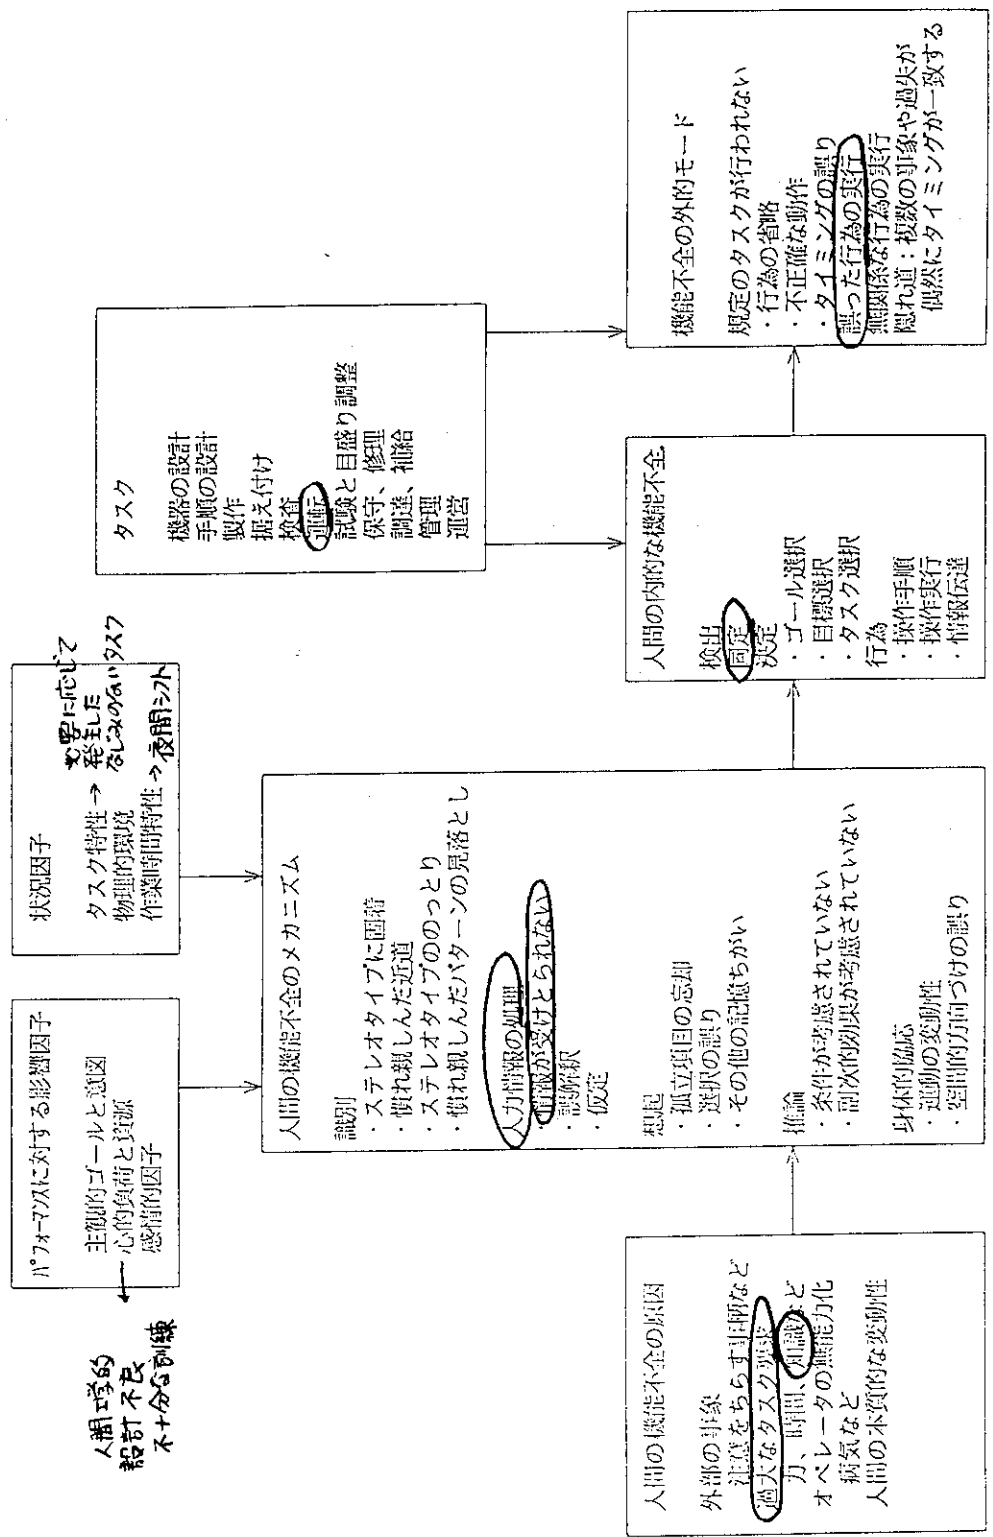 パフォーマンスに対する影響因子
主観的ゴールと意図
心的負荷と資源
感情的因子
人間工学的
設計不良
不十分な訓練
状況因子
タスク特性→
物理的環境
作業時間特性→夜間シフト
必要に応じて
発生した
なじみのないタスク
タスク
機器の設計
手順の設計
製作
据え付け
検査
運転
試験と目盛り調整
保守、修理
調達、補給
管理
運営
人間の機能不全のメカニズム
識別
・ステレオタイプに固着
・慣れ親しんだ近道
・ステレオタイプののっとり
・慣れ親しんだパターンの見落とし
入力情報の処理
・情報が受けとられない
・誤解釈
・仮定
想起
・孤立項目の忘却
・選択の誤り
・その他の記憶ちがい
推論
・条件が考慮されていない
・副次的効果が考慮されていない
身体的協応
・運動の変動性
・空間的方向づけの誤り
人間の機能不全の原因
外部の事象
注意をちらす事柄など
過大なタスク要求
力、時間、知識など
オペレータの無能力化
病気など
人間の本質的な変動性
人間の内的な機能不全
検出
同定
決定
・ゴール選択
・目標選択
・タスク選択
行為
・操作手順
・操作実行
・情報伝達
機能不全の外的モード
規定のタスクが行われない
・行為の省略
・不正確な動作
・タイミングの誤り
誤った行為の実行
無関係な行為の実行
隠れ道：複数の事象や過失が
偶然にタイミングが一致する